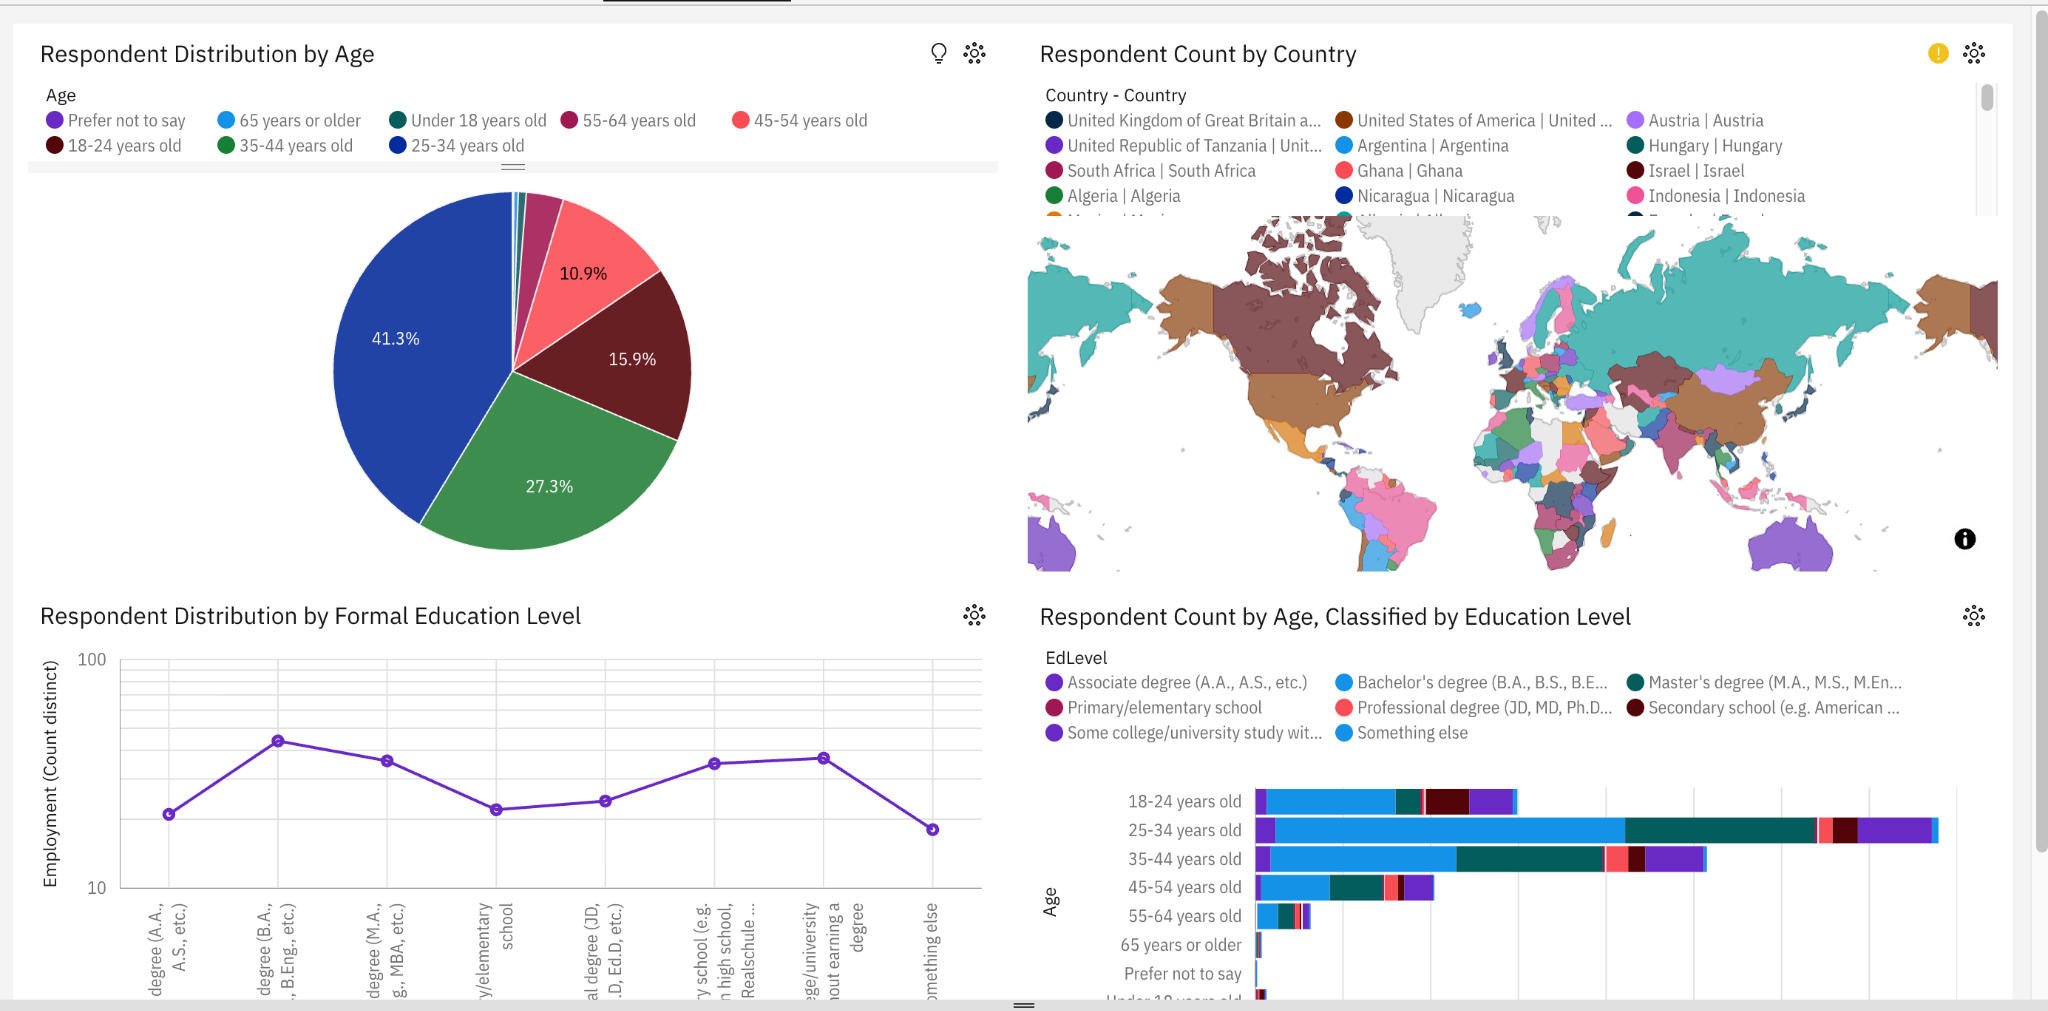 Respondent Distribution by Age
Age
Prefer not to say
65 years or older
Under 18 years old
55-64 years old
45-54 years old
18-24 years old
35-44 years old
25-34 years old
41.3%
10.9%
15.9%
27.3%
Respondent Count by Country
Country - Country
United Kingdom of Great Britain a...
United States of America | United ...
Austria | Austria
United Republic of Tanzania | Unit...
Argentina | Argentina
Hungary | Hungary
South Africa | South Africa
Ghana | Ghana
Israel | Israel
Algeria | Algeria
Nicaragua | Nicaragua
Indonesia | Indonesia
Respondent Distribution by Formal Education Level
Employment (Count distinct)
100
10
degree (A.A.,
A.S., etc.)
degree (B.A.,
, B.Eng., etc.)
degree (M.A.,
g., MBA, etc.)
y/elementary
school
al degree (JD,
.D, Ed.D, etc.)
ry school (e.g.
n high school,
Realschule ...
ege/university
hout earning a
degree
omething else
Respondent Count by Age, Classified by Education Level
EdLevel
Associate degree (A.A., A.S., etc.)
Bachelor's degree (B.A., B.S., B.E...
Master's degree (M.A., M.S., M.En...
Primary/elementary school
Professional degree (JD, MD, Ph.D...
Secondary school (e.g. American ...
Some college/university study wit...
Something else
Age
18-24 years old
25-34 years old
35-44 years old
45-54 years old
55-64 years old
65 years or older
Prefer not to say
Under 18 years old